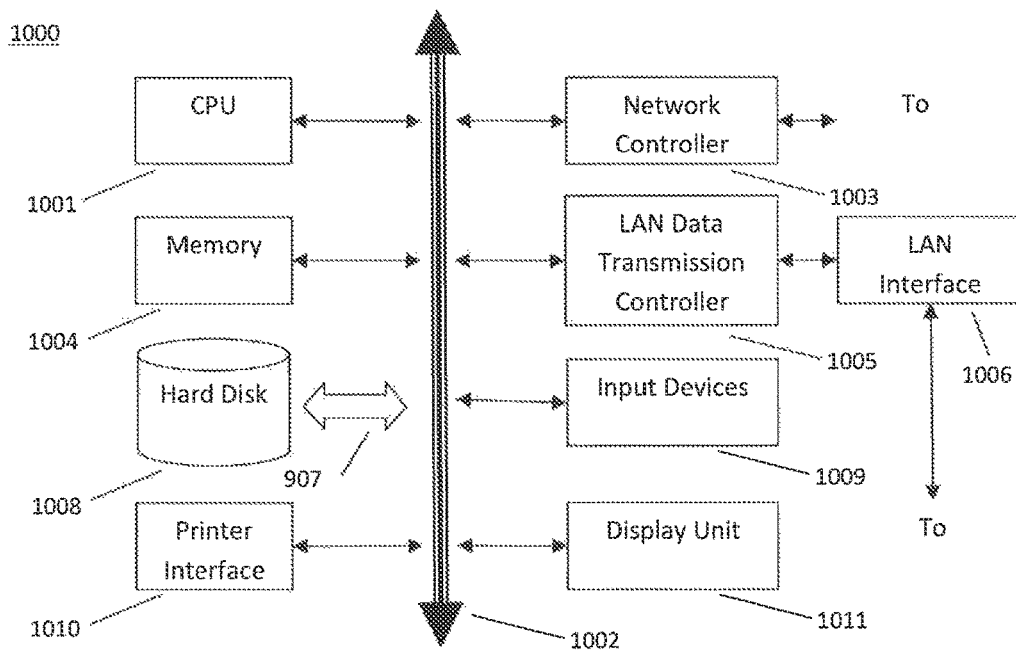 1000
CPU
1001
Network
Controller
1003
To
Memory
1004
LAN Data
Transmission
Controller
1005
LAN
Interface
1006
To
Hard Disk
1008
907
Input Devices
1009
Printer
Interface
1010
Display Unit
1011
1002